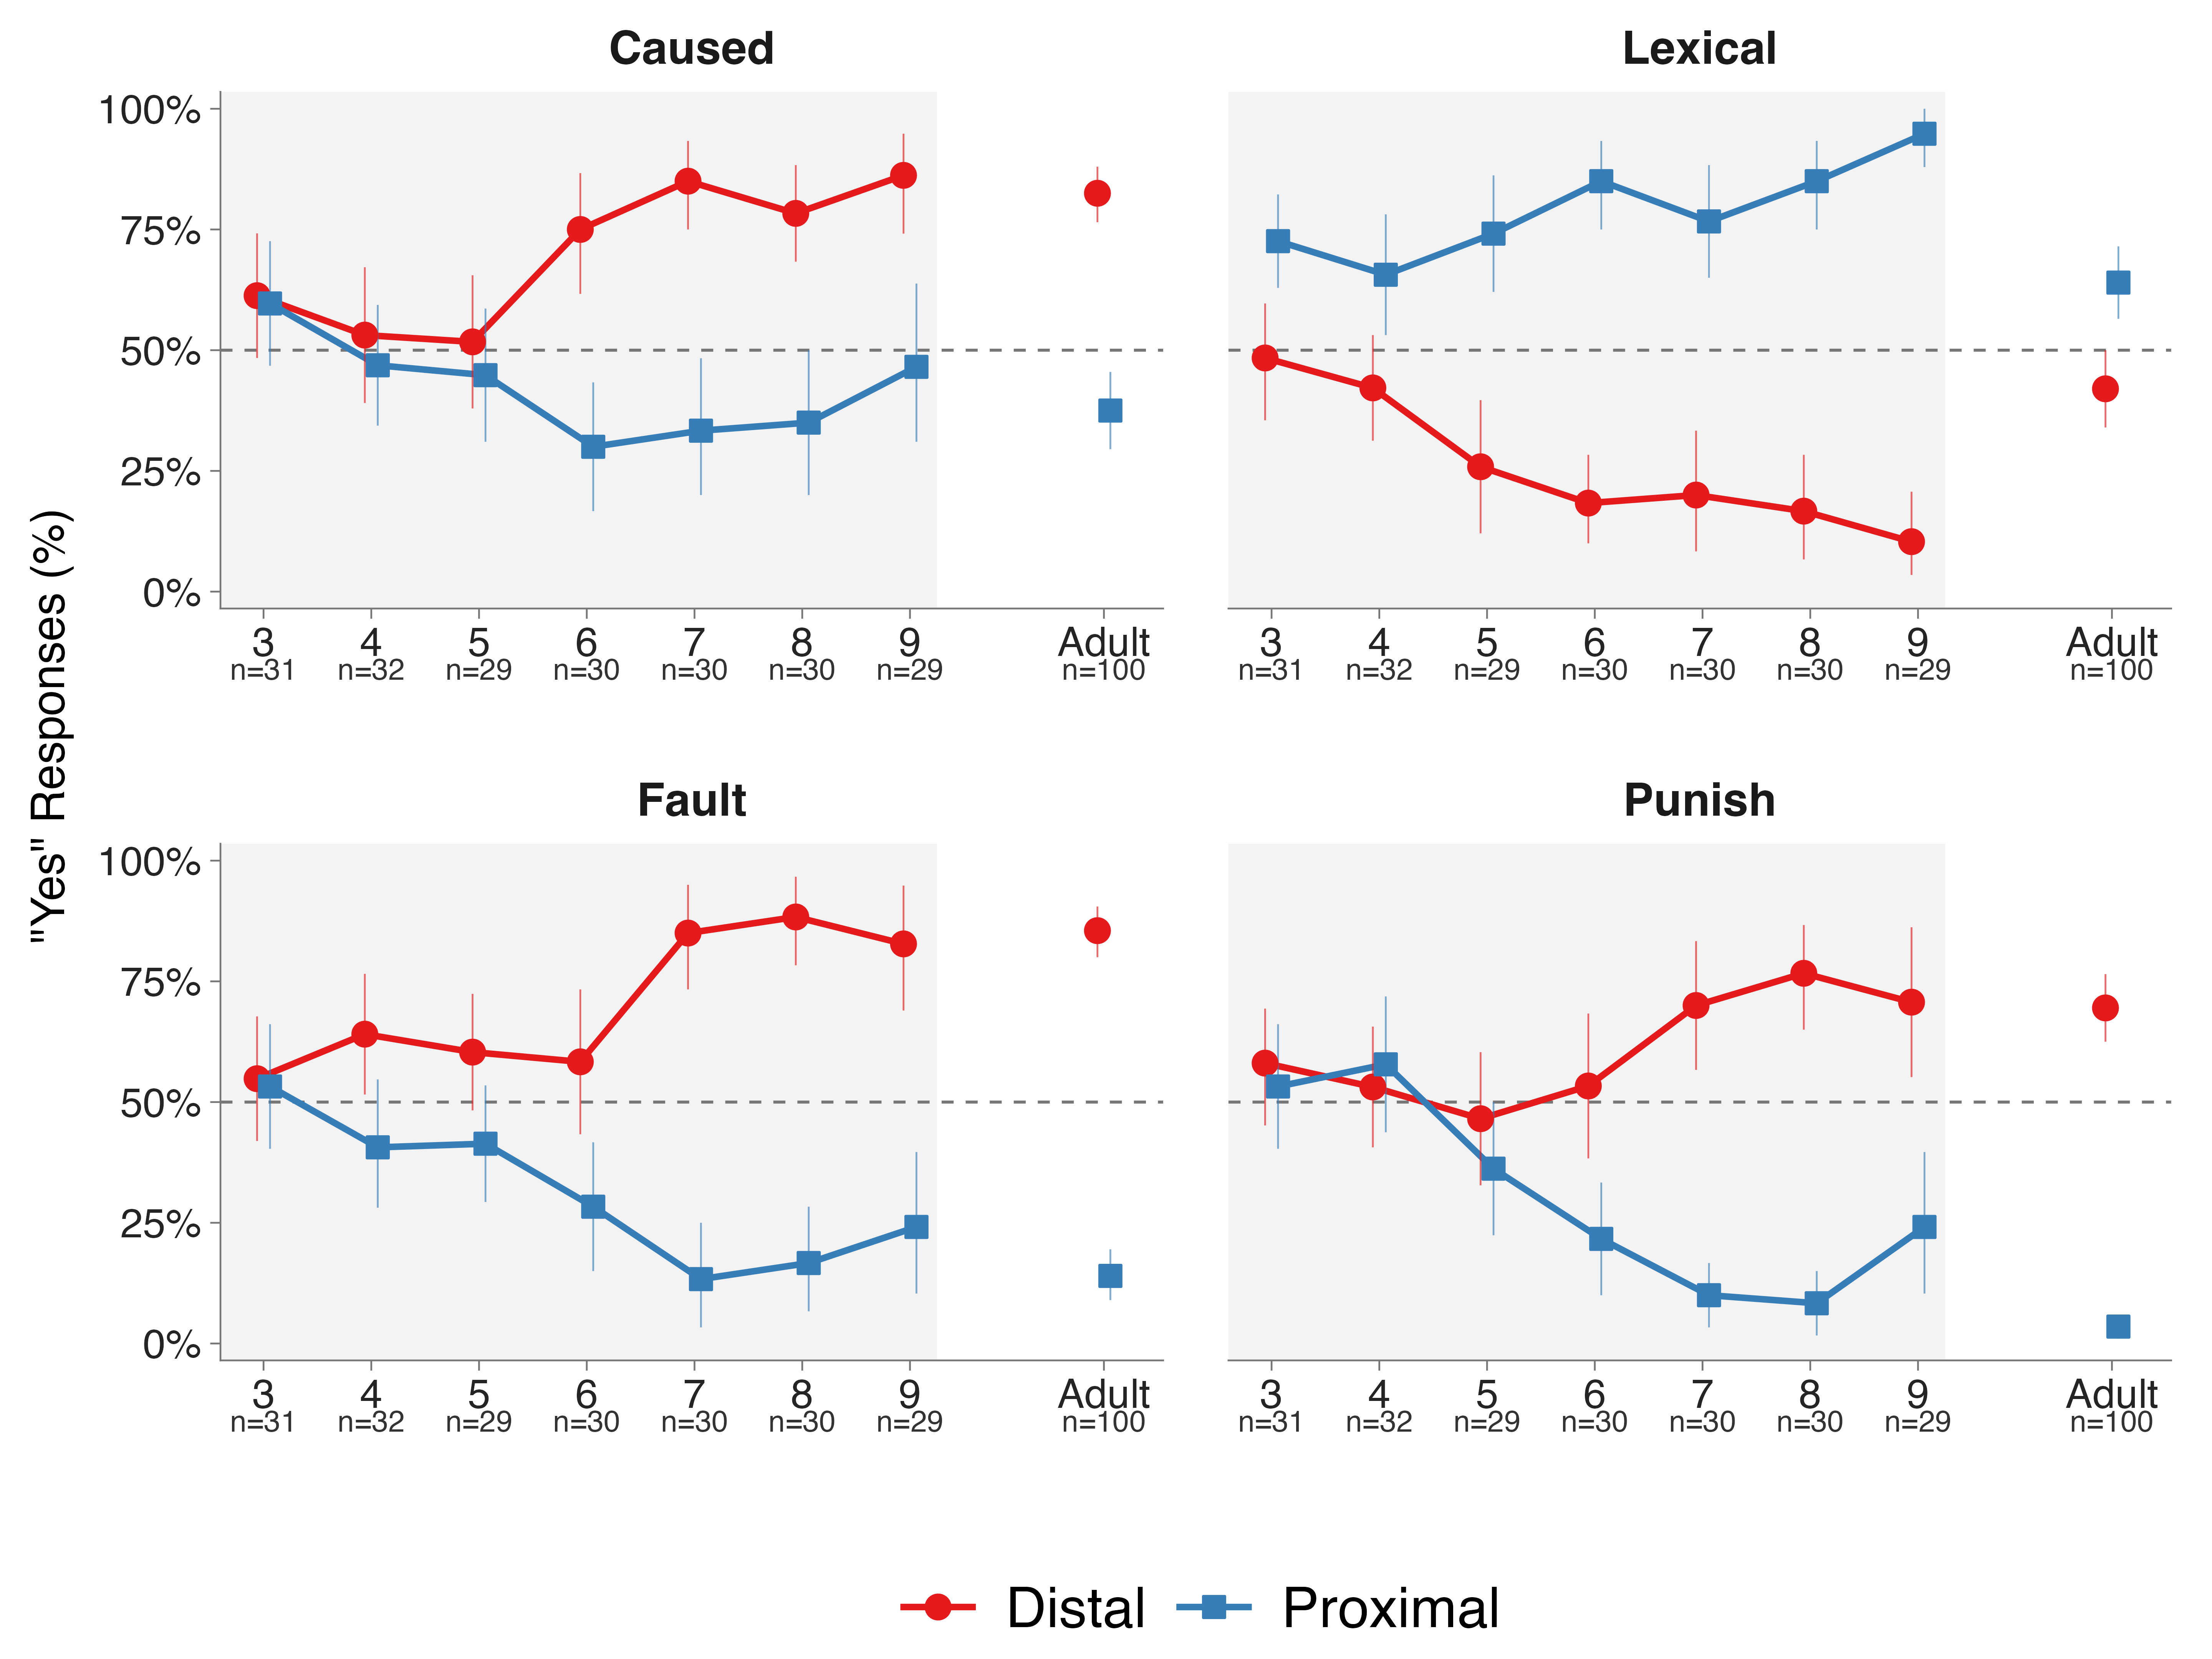 Caused
Lexical
100%
75%
50%
25%
0%
3 4 5 6 7 8 9 Adult
n=31 n=32 n=29 n=30 n=30 n=30 n=29 n=100
3 4 5 6 7 8 9 Adult
n=31 n=32 n=29 n=30 n=30 n=30 n=29 n=100
"Yes" Responses (%)
Fault
Punish
100%
75%
50%
25%
0%
3 4 5 6 7 8 9 Adult
n=31 n=32 n=29 n=30 n=30 n=30 n=29 n=100
3 4 5 6 7 8 9 Adult
n=31 n=32 n=29 n=30 n=30 n=30 n=29 n=100
Distal Proximal